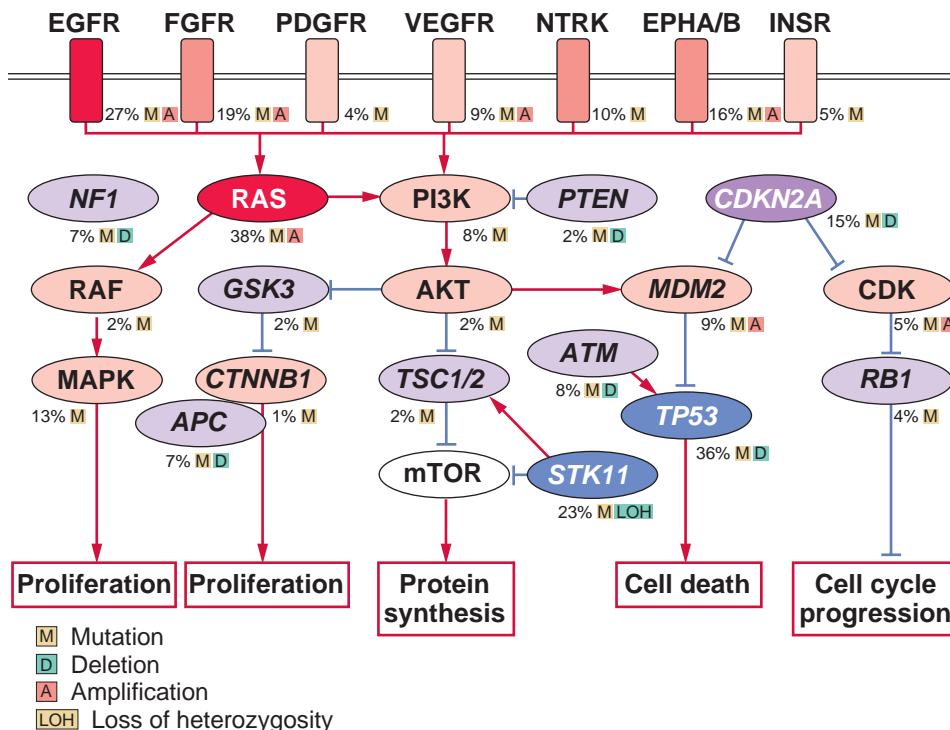 EGFR FGFR PDGFR VEGFR NTRK EPHA/B INSR
27% M A 19% M A 4% M 9% M A 10% M 16% M A 5% M
NF1 RAS PI3K PTEN CDKN2A
7% M D 38% M A 8% M 2% M D 15% M D
RAF GSK3 AKT MDM2 CDK
2% M 2% M 2% M 9% M A 5% M A
MAPK CTNNB1 TSC1/2 ATM RB1
13% M 1% M 2% M 8% M D 4% M
APC TP53
7% M D 36% M D
mTOR STK11
23% M LOH
Proliferation Proliferation Protein Cell death Cell cycle
synthesis progression
M Mutation
D Deletion
A Amplification
LOH Loss of heterozygosity